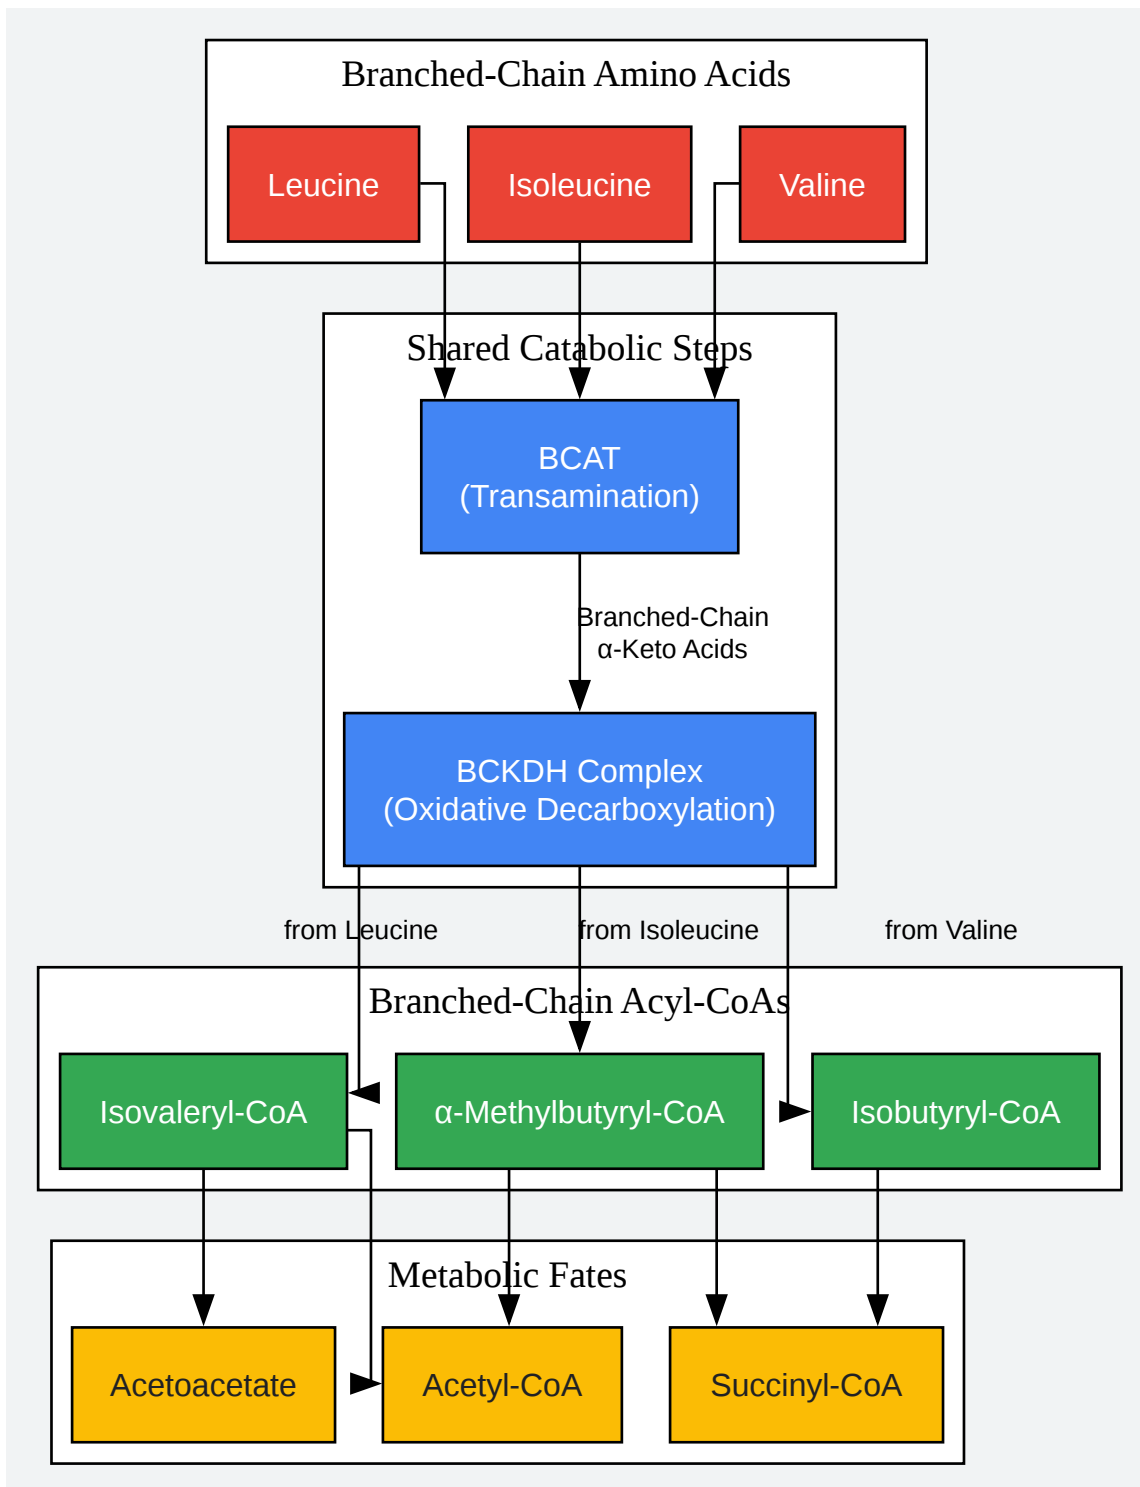 Branched-Chain Amino Acids
Leucine
Isoleucine
Valine
Shared Catabolic Steps
BCAT
(Transamination)
Branched-Chain
α-Keto Acids
BCKDH Complex
(Oxidative Decarboxylation)
from Leucine
from Isoleucine
from Valine
Branched-Chain Acyl-CoAs
Isovaleryl-CoA
α-Methylbutyryl-CoA
Isobutyryl-CoA
Metabolic Fates
Acetoacetate
Acetyl-CoA
Succinyl-CoA